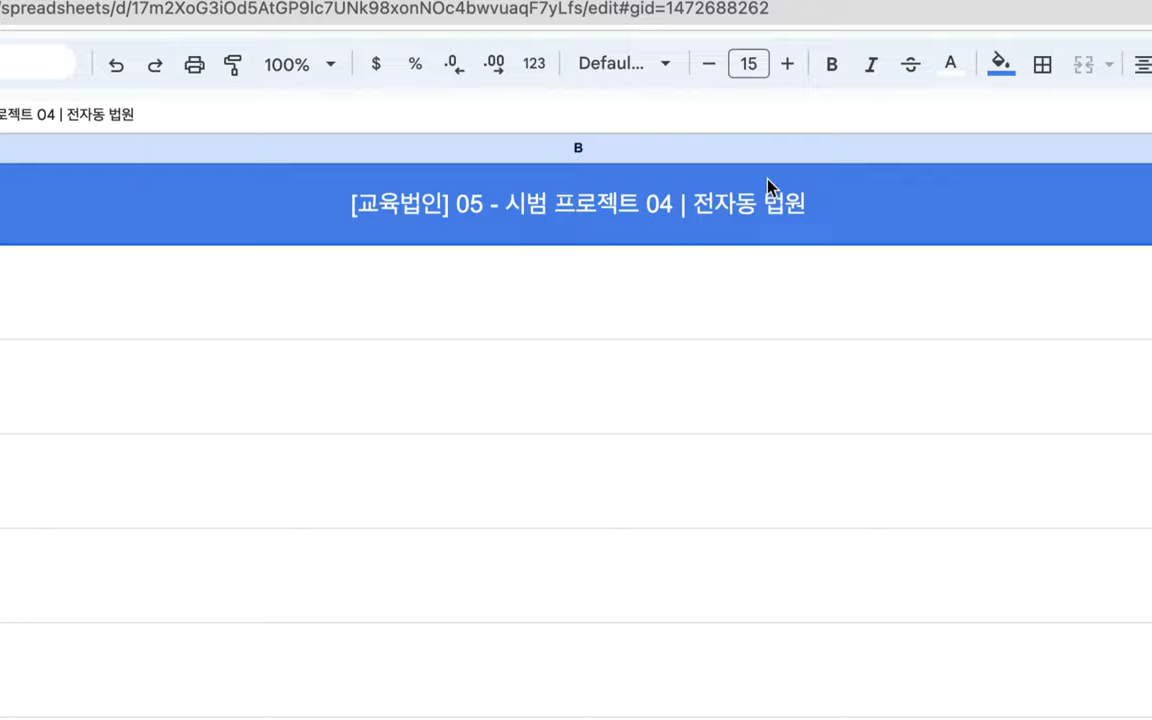 /spreadsheets/d/17m2XoG3iOd5AtGP9lc7UNk98xonNOc4bwvuaqF7yLfs/edit#gid=1472688262
100% $ % .0 .00 123 Defaul... 15 B I S A
로젝트 04 | 전자동 법원
B
[교육법인] 05 - 시범 프로젝트 04 | 전자동 법원